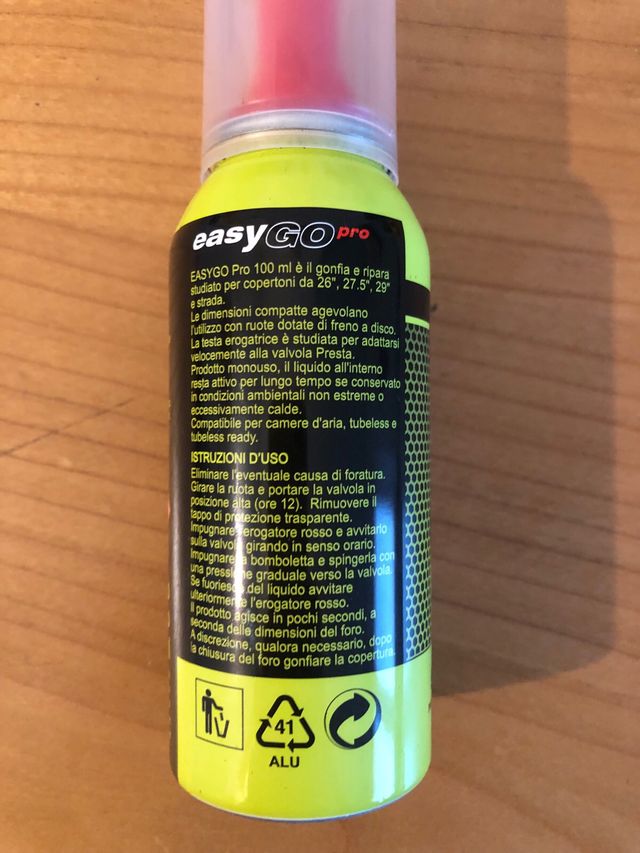 easyGO pro
EASYGO Pro 100 ml è il gonfia e ripara
studiato per copertoni da 26", 27.5", 29"
e strada.
Le dimensioni compatte agevolano
l'utilizzo con ruote dotate di freno a disco.
La testa erogatrice è studiata per adattarsi
velocemente alla valvola Presta.
Prodotto monouso, il liquido all'interno
resta attivo per lungo tempo se conservato
in condizioni ambientali non estreme o
eccessivamente calde.
Compatibile per camere d'aria, tubeless e
tubeless ready.
ISTRUZIONI D'USO
Eliminare l'eventuale causa di foratura.
Girare la ruota e portare la valvola in
posizione alta (ore 12). Rimuovere il
tappo di protezione trasparente.
Impugnare l'erogatore rosso e avvitarlo
sulla valvola girando in senso orario.
Impugnare la bomboletta e spingerla con
una pressione graduale verso la valvola.
Se fuoriesce del liquido avvitare
ulteriormente l'erogatore rosso.
Il prodotto agisce in pochi secondi, a
seconda delle dimensioni del foro.
A discrezione, qualora necessario, dopo
la chiusura del foro gonfiare la copertura.
41
ALU